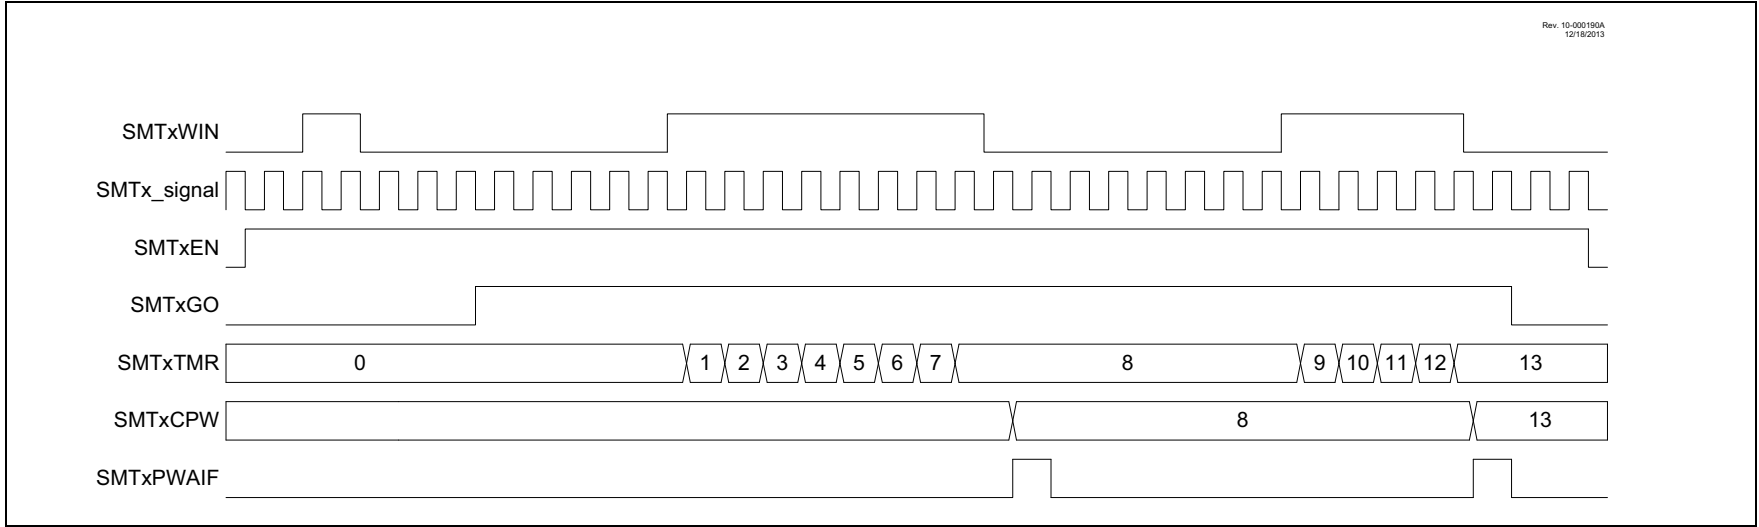 Rev. 10-000190A
12/18/2013
SMTxWIN
SMTx_signal
SMTxEN
SMTxGO
SMTxTMR 0 1 2 3 4 5 6 7 8 9 10 11 12 13
SMTxCPW 8 13
SMTxPWAIF